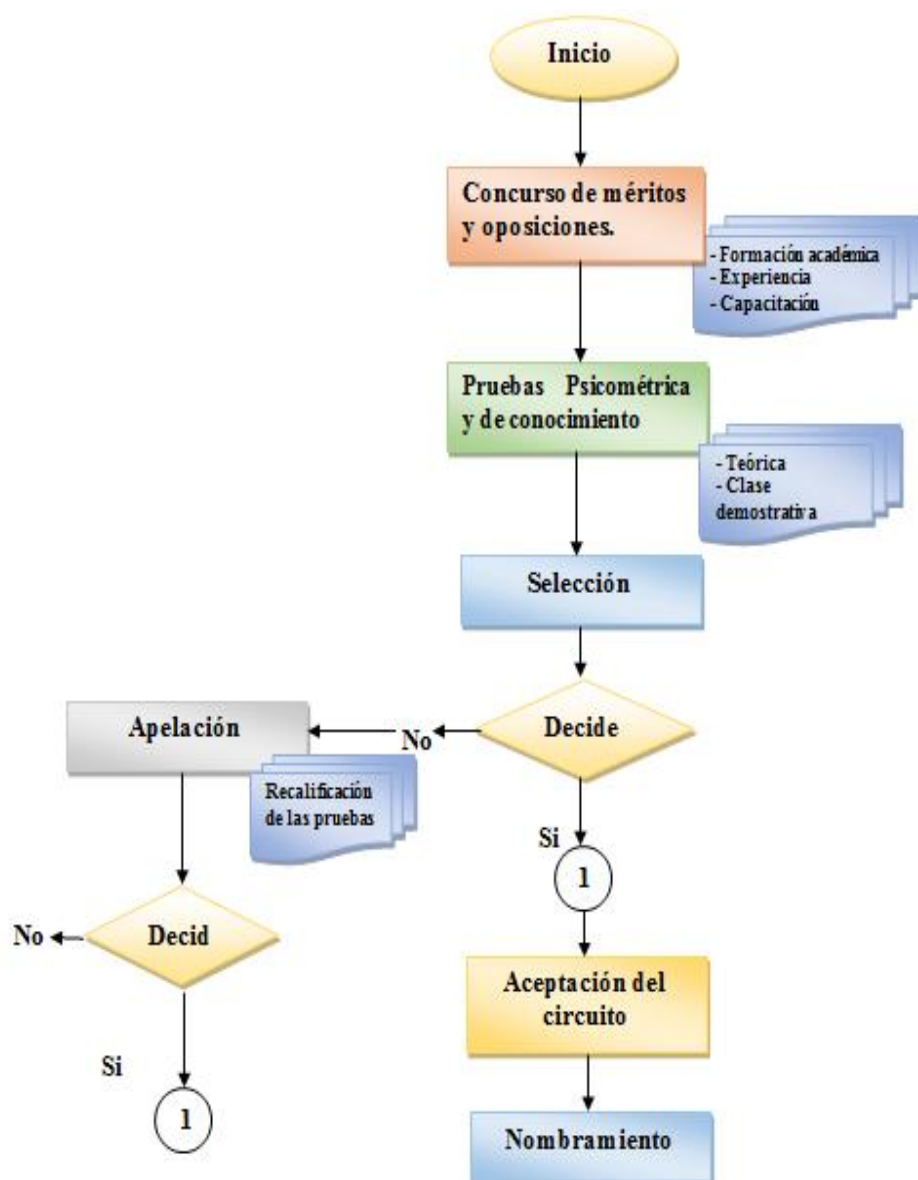 Inicio
Concurso de méritos
y oposiciones.
- Formación académica
- Experiencia
- Capacitación
Pruebas Psicométrica
y de conocimiento
- Teórica
- Clase
demostrativa
Selección
Decide
No
Apelación
Recalificación
de las pruebas
Si
1
Decid
No
Aceptación del
circuito
Si
1
Nombramiento